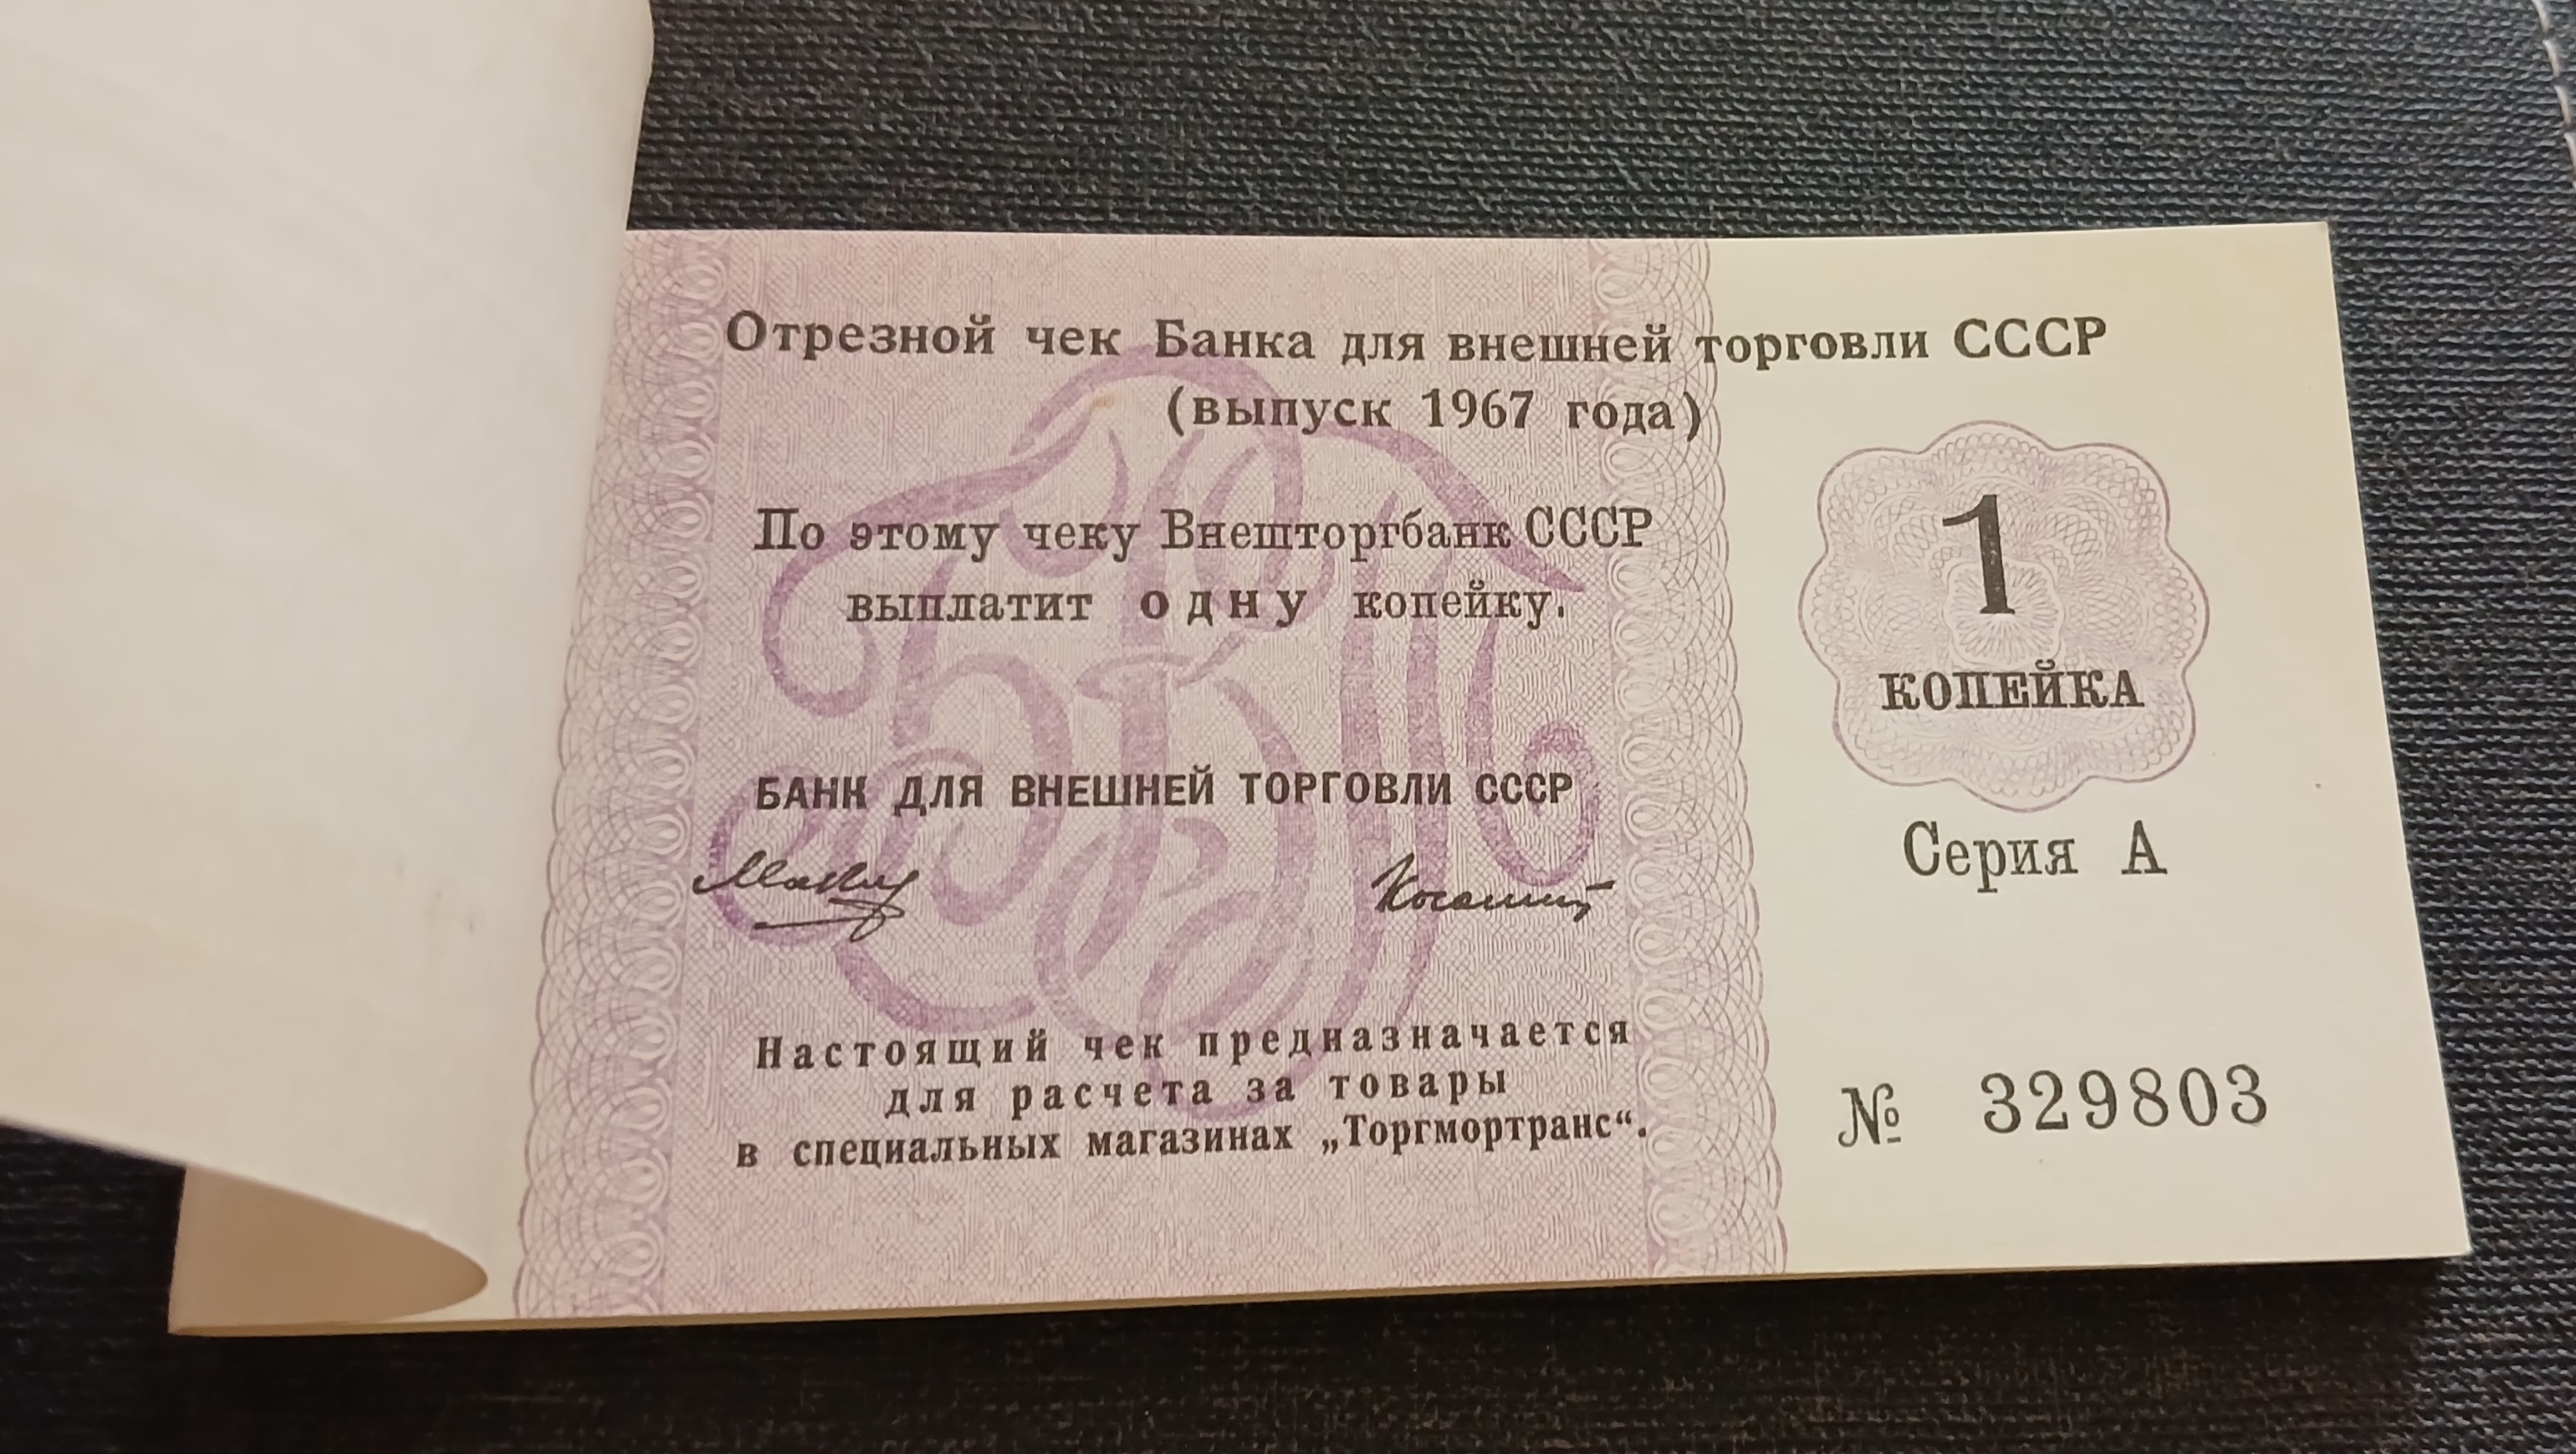 Отрезной чек Банка для внешней торговли СССР
(выпуск 1967 года)
По этому чеку Внешторгбанк СССР
выплатит одну копейку.
1
КОПЕЙКА
БАНК ДЛЯ ВНЕШНЕЙ ТОРГОВЛИ СССР
Серия А
Настоящий чек предназначается
для расчета за товары
в специальных магазинах „Торгмортранс“.
№ 329803